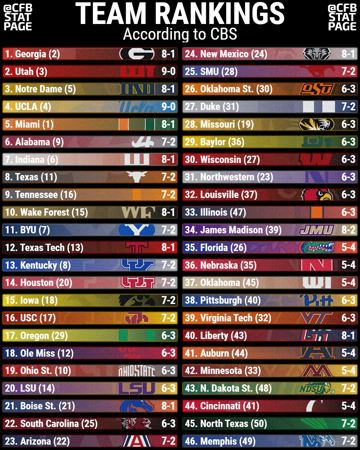 @CFB
STAT
PAGE
TEAM RANKINGS
According to CBS
@CFB
STAT
PAGE
1. Georgia (2) 8-1
2. Utah (3) 9-0
3. Notre Dame (5) 8-1
4. UCLA (4) 9-0
5. Miami (1) 8-1
6. Alabama (9) 7-2
7. Indiana (6) 8-1
8. Texas (11) 7-2
9. Tennessee (16) 7-2
10. Wake Forest (15) WF 8-1
11. BYU (7) 7-2
12. Texas Tech (13) 8-1
13. Kentucky (8) 7-2
14. Houston (20) 7-2
15. Iowa (18) 7-2
16. USC (17) 7-2
17. Oregon (29) 6-3
18. Ole Miss (12) 6-3
19. Ohio St. (10) OHIO STATE 6-3
20. LSU (14) LSU 6-3
21. Boise St. (21) 8-1
22. South Carolina (25) 6-3
23. Arizona (22) 7-2
24. New Mexico (24) 8-1
25. SMU (28) 7-2
26. Oklahoma St. (30) OSU 6-3
27. Duke (31) 7-2
28. Missouri (19) 6-3
29. Baylor (36) 6-3
30. Wisconsin (27) 6-3
31. Northwestern (23) 6-3
32. Louisville (37) 6-3
33. Illinois (47) 6-3
34. James Madison (39) JMU 8-2
35. Florida (26) 5-4
36. Nebraska (35) N 5-4
37. Oklahoma (45) 5-4
38. Pittsburgh (40) Pitt 6-3
39. Virginia Tech (32) 6-3
40. Liberty (43) 8-1
41. Auburn (44) 5-4
42. Minnesota (33) M 5-4
43. N. Dakota St. (48) NDSU 7-2
44. Cincinnati (41) 5-4
45. North Texas (50) 7-2
46. Memphis (49) 7-2